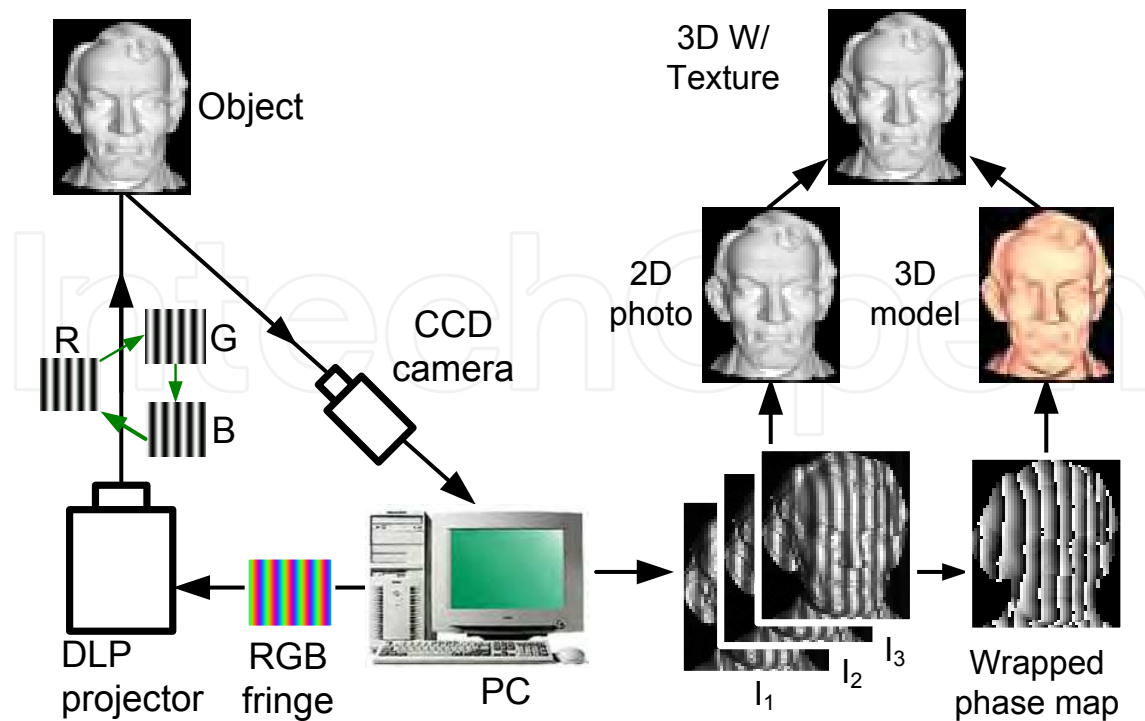 Object
3D W/
Texture
2D
photo
3D
model
R
G
B
CCD
camera
DLP
projector
RGB
fringe
PC
I1
I2
I3
Wrapped
phase map
IntechOpen